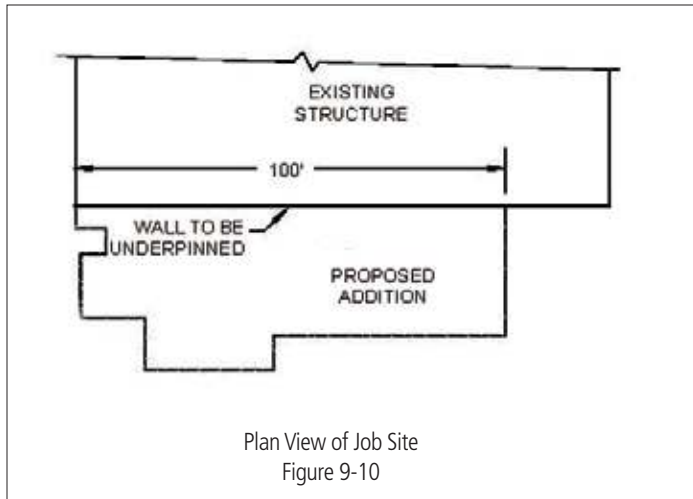 EXISTING
STRUCTURE
100'
WALL TO BE
UNDERPINNED
PROPOSED
ADDITION
Plan View of Job Site
Figure 9-10